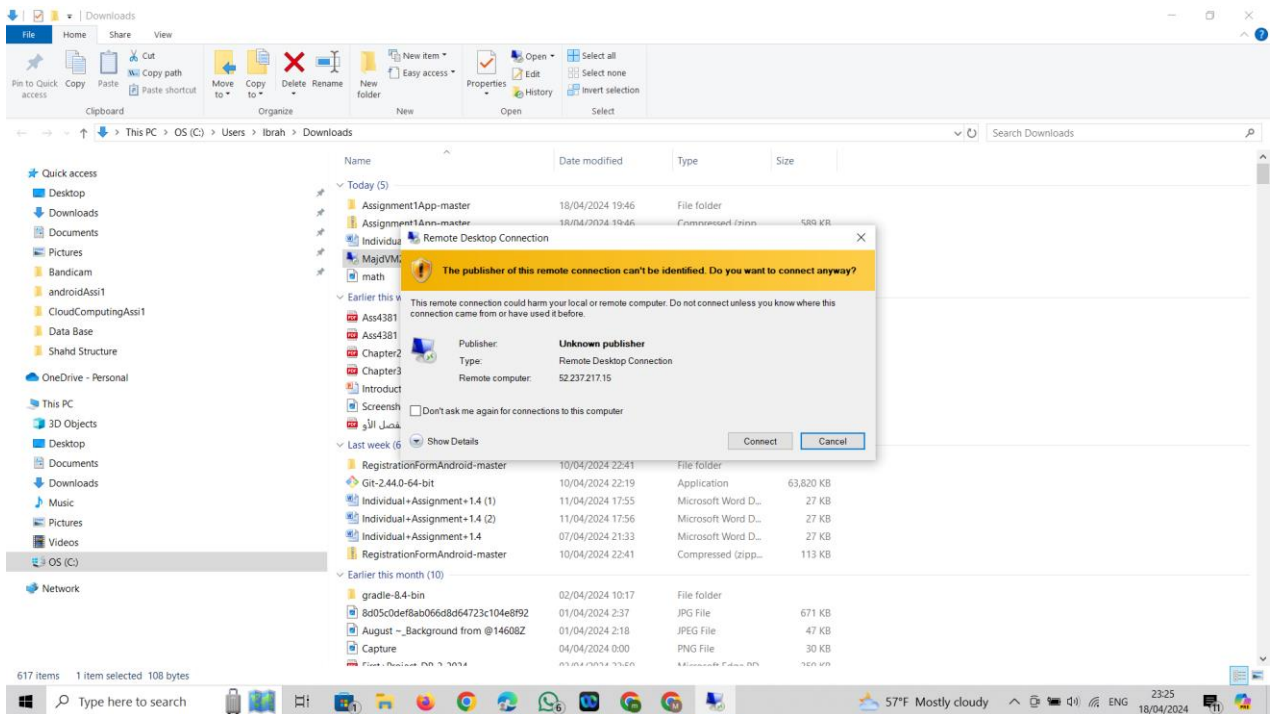 Downloads
File Home Share View
Pin to Quick access
Copy
Paste
Cut
Copy path
Paste shortcut
Clipboard
Move to
Copy to
Delete
Rename
Organize
New folder
New item
Easy access
New
Properties
Open
Edit
History
Open
Select all
Select none
Invert selection
Select
This PC > OS (C:) > Users > Ibrah > Downloads
Search Downloads
Name Date modified Type Size
Quick access
Desktop
Downloads
Documents
Pictures
Bandicam
androidAssi1
CloudComputingAssi1
Data Base
Shahd Structure
OneDrive - Personal
This PC
3D Objects
Desktop
Documents
Downloads
Music
Pictures
Videos
OS (C:)
Network
Today (5)
Assignment1App-master 18/04/2024 19:46 File folder
Assignment1App-master 18/04/2024 19:46 Compressed (zipp... 589 KB
Individua
MajdVM
math
Earlier this w
Ass4381
Ass4381
Chapter2
Chapter3
Introduct
Screensh
فصل الأو
Last week (6
RegistrationFormAndroid-master 10/04/2024 22:41 File folder
Git-2.44.0-64-bit 10/04/2024 22:19 Application 63,820 KB
Individual+Assignment+1.4 (1) 11/04/2024 17:55 Microsoft Word D... 27 KB
Individual+Assignment+1.4 (2) 11/04/2024 17:56 Microsoft Word D... 27 KB
Individual+Assignment+1.4 07/04/2024 21:33 Microsoft Word D... 27 KB
RegistrationFormAndroid-master 10/04/2024 22:41 Compressed (zipp... 113 KB
Earlier this month (10)
gradle-8.4-bin 02/04/2024 10:17 File folder
8d05c0def8ab066d8d64723c104e8f92 01/04/2024 2:37 JPG File 671 KB
August ~_Background from @14608Z 01/04/2024 2:18 JPEG File 47 KB
Capture 04/04/2024 0:00 PNG File 30 KB
Remote Desktop Connection
The publisher of this remote connection can't be identified. Do you want to connect anyway?
This remote connection could harm your local or remote computer. Do not connect unless you know where this
connection came from or have used it before.
Publisher: Unknown publisher
Type: Remote Desktop Connection
Remote computer: 52.237.217.15
Don't ask me again for connections to this computer
Show Details Connect Cancel
617 items 1 item selected 108 bytes
Type here to search
57°F Mostly cloudy ENG
23:25
18/04/2024